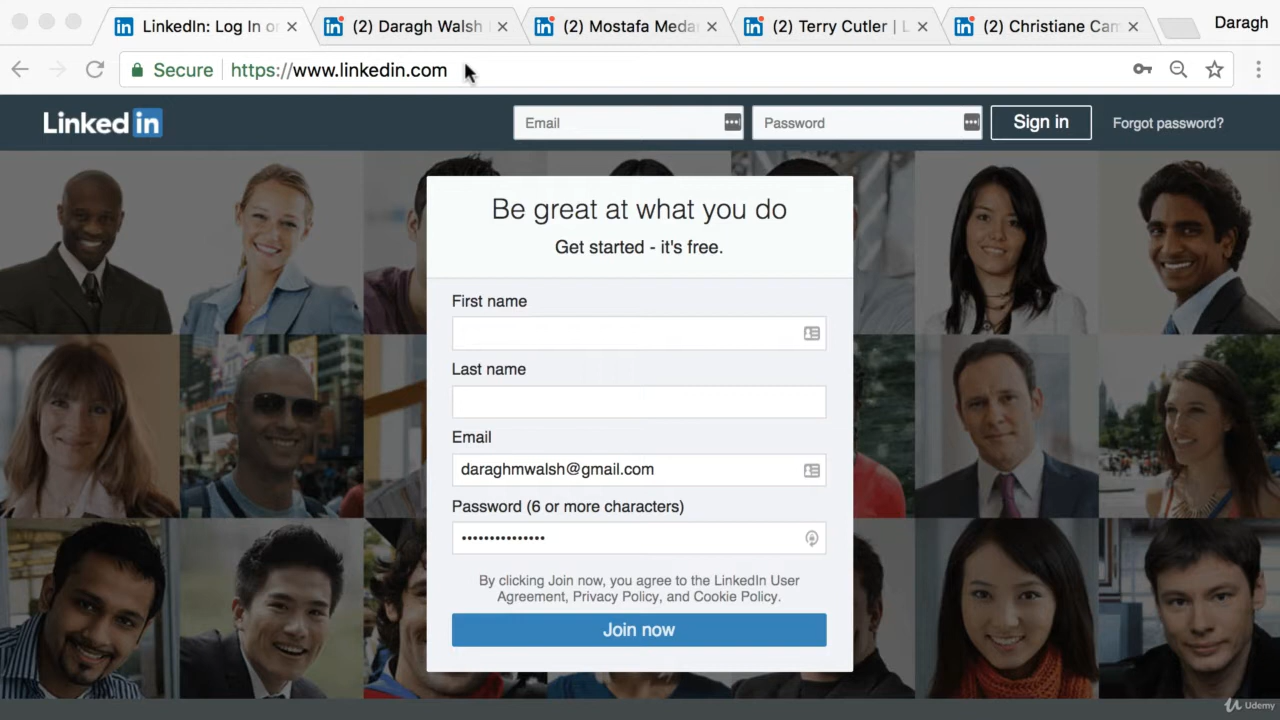 LinkedIn: Log In or
(2) Daragh Walsh |
(2) Mostafa Medan
(2) Terry Cutler | L
(2) Christiane Cam
Daragh
Secure
https://www.linkedin.com
Linked in
Email
Password
Sign in
Forgot password?
Be great at what you do
Get started - it's free.
First name
Last name
Email
daraghmwalsh@gmail.com
Password (6 or more characters)
•••••••••••••••
By clicking Join now, you agree to the LinkedIn User
Agreement, Privacy Policy, and Cookie Policy.
Join now
Udemy